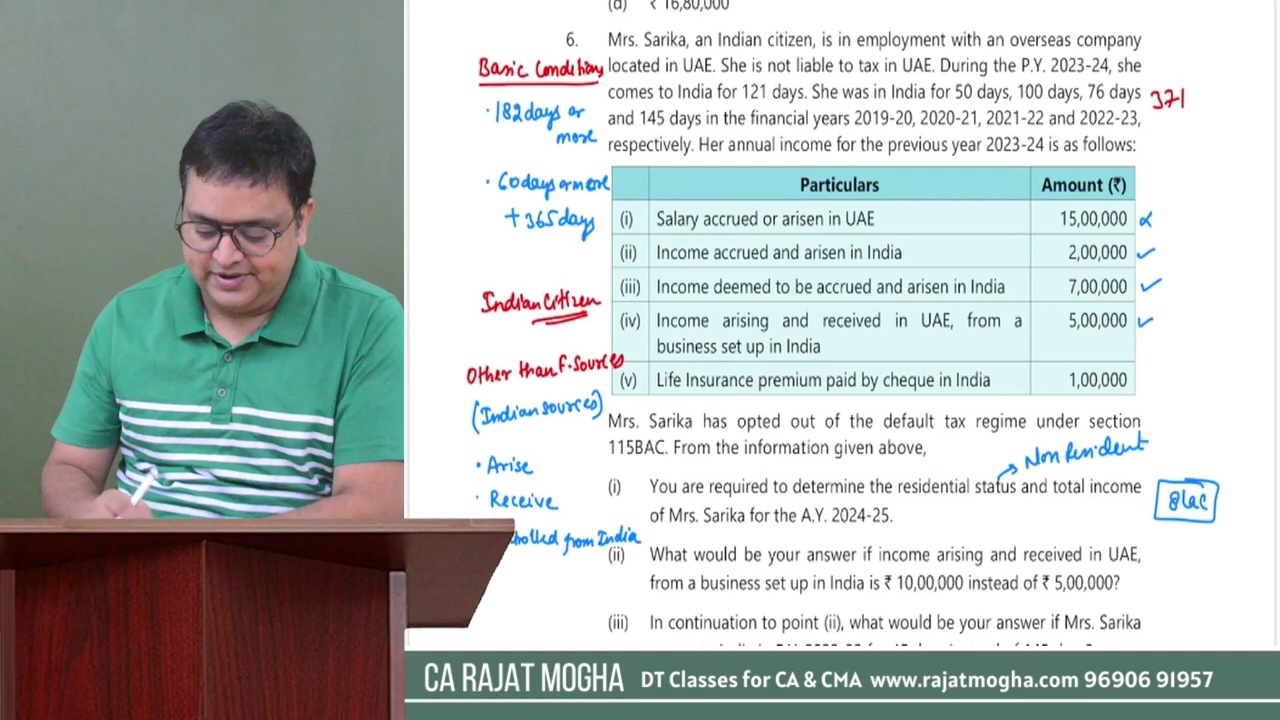 (d) ₹ 16,80,000
6. Mrs. Sarika, an Indian citizen, is in employment with an overseas company
located in UAE. She is not liable to tax in UAE. During the P.Y. 2023-24, she
comes to India for 121 days. She was in India for 50 days, 100 days, 76 days
and 145 days in the financial years 2019-20, 2020-21, 2021-22 and 2022-23,
respectively. Her annual income for the previous year 2023-24 is as follows:
371
Basic Conditions
· 182 days or
more
· 60 days or more
+ 365 days
Indian Citizen
Other than F. Sources
(Indian Sources)
· Arise
· Receive
from India
Particulars Amount (₹)
(i) Salary accrued or arisen in UAE 15,00,000
(ii) Income accrued and arisen in India 2,00,000 ✓
(iii) Income deemed to be accrued and arisen in India 7,00,000 ✓
(iv) Income arising and received in UAE, from a 5,00,000 ✓
business set up in India
(v) Life Insurance premium paid by cheque in India 1,00,000
Mrs. Sarika has opted out of the default tax regime under section
115BAC. From the information given above,
Non Resident
(i) You are required to determine the residential status and total income
of Mrs. Sarika for the A.Y. 2024-25.
8 lac
(ii) What would be your answer if income arising and received in UAE,
from a business set up in India is ₹ 10,00,000 instead of ₹ 5,00,000?
(iii) In continuation to point (ii), what would be your answer if Mrs. Sarika
CA RAJAT MOGHA DT Classes for CA & CMA www.rajatmogha.com 96906 91957